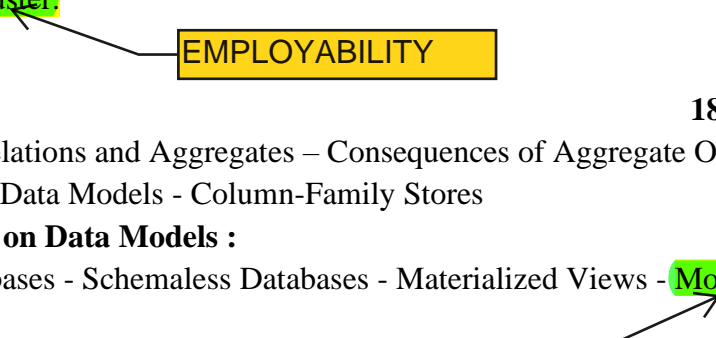 EMPLOYABILITY
18
elations and Aggregates – Consequences of Aggregate O
Data Models - Column-Family Stores
on Data Models :
bases - Schemaless Databases - Materialized Views - Mo